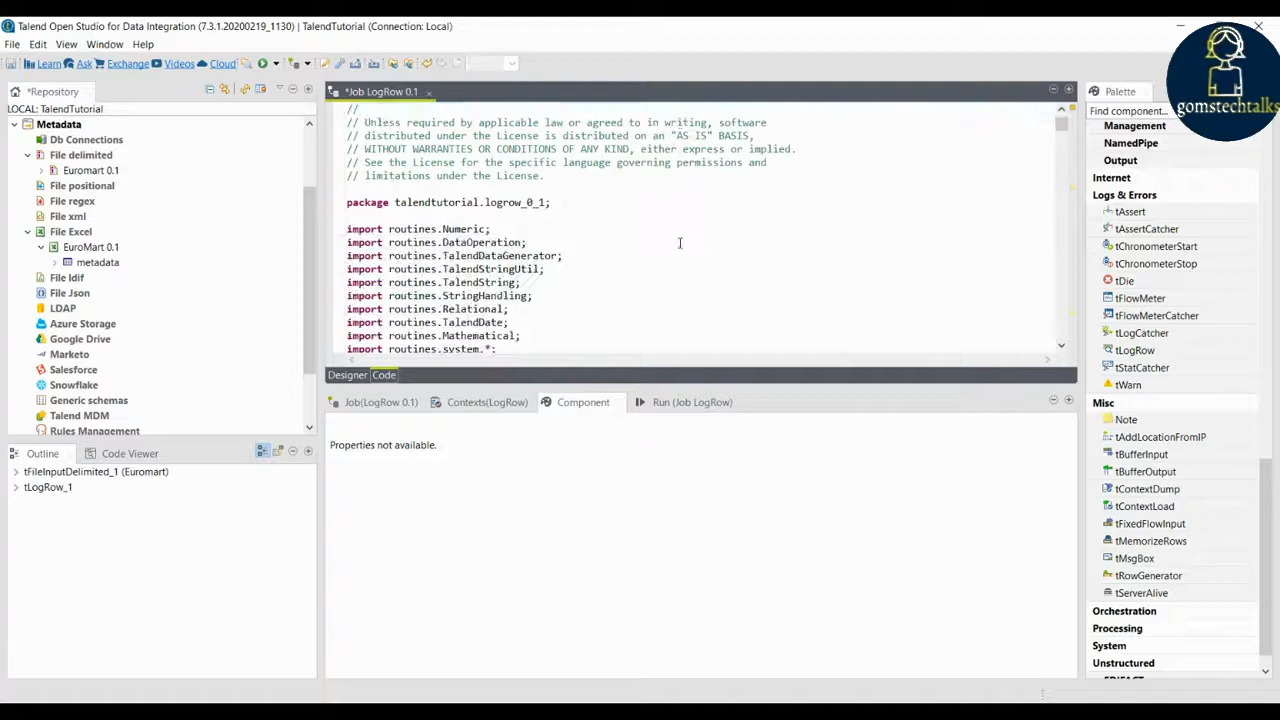 Talend Open Studio for Data Integration (7.3.1.20200219_1130) | TalendTutorial (Connection: Local)
File Edit View Window Help
Learn Ask Exchange Videos Cloud
gomstechtalks
*Repository
LOCAL: TalendTutorial
Metadata
Db Connections
File delimited
Euromart 0.1
File positional
File regex
File xml
File Excel
EuroMart 0.1
metadata
File ldif
File Json
LDAP
Azure Storage
Google Drive
Marketo
Salesforce
Snowflake
Generic schemas
Talend MDM
Rules Management
Outline Code Viewer
tFileInputDelimited_1 (Euromart)
tLogRow_1
*Job LogRow 0.1
//
// Unless required by applicable law or agreed to in writing, software
// distributed under the License is distributed on an "AS IS" BASIS,
// WITHOUT WARRANTIES OR CONDITIONS OF ANY KIND, either express or implied.
// See the License for the specific language governing permissions and
// limitations under the License.
package talendtutorial.logrow_0_1;
import routines.Numeric;
import routines.DataOperation;
import routines.TalendDataGenerator;
import routines.TalendStringUtil;
import routines.TalendString;
import routines.StringHandling;
import routines.Relational;
import routines.TalendDate;
import routines.Mathematical;
import routines.system.*;
Designer Code
Job(LogRow 0.1) Contexts(LogRow) Component Run (Job LogRow)
Properties not available.
Palette
Find component...
Management
NamedPipe
Output
Internet
Logs & Errors
tAssert
tAssertCatcher
tChronometerStart
tChronometerStop
tDie
tFlowMeter
tFlowMeterCatcher
tLogCatcher
tLogRow
tStatCatcher
tWarn
Misc
Note
tAddLocationFromIP
tBufferInput
tBufferOutput
tContextDump
tContextLoad
tFixedFlowInput
tMemorizeRows
tMsgBox
tRowGenerator
tServerAlive
Orchestration
Processing
System
Unstructured